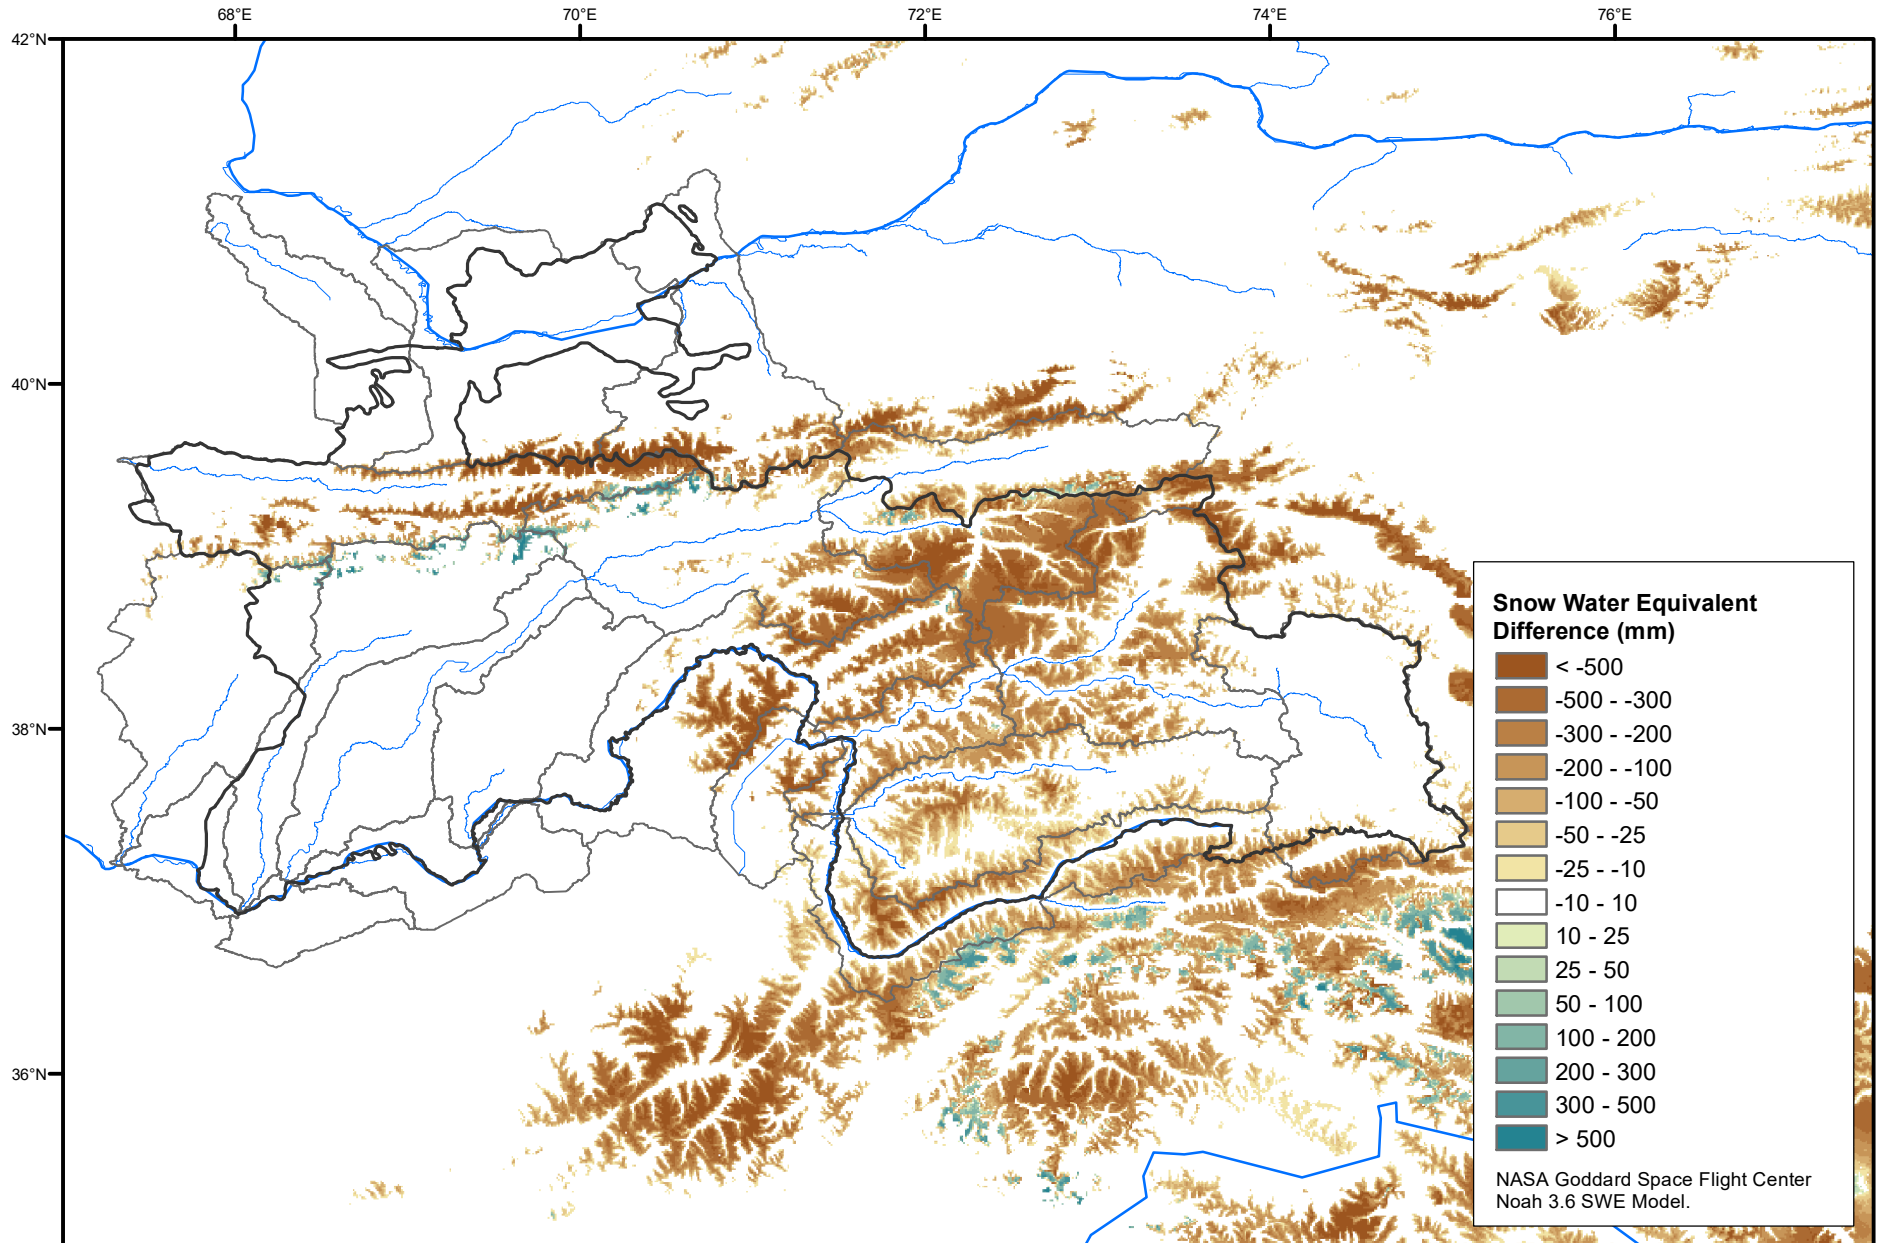 68°E
70°E
72°E
74°E
76°E
42°N
40°N
38°N
36°N
Snow Water Equivalent
Difference (mm)
< -500
-500 - -300
-300 - -200
-200 - -100
-100 - -50
-50 - -25
-25 - -10
-10 - 10
10 - 25
25 - 50
50 - 100
100 - 200
200 - 300
300 - 500
> 500
NASA Goddard Space Flight Center
Noah 3.6 SWE Model.